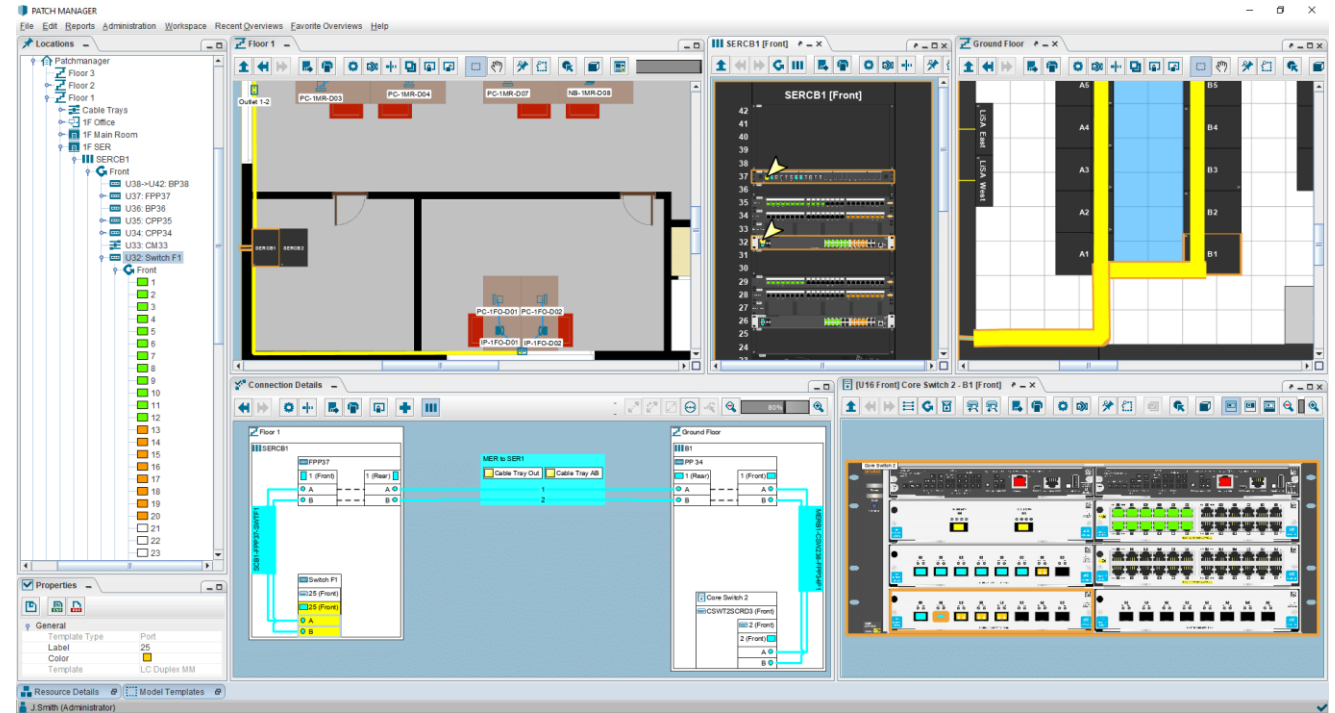 PATCH MANAGER
File Edit Reports Administration Workspace Recent Overviews Favorite Overviews Help
Locations
Patchmanager
Floor 3
Floor 2
Floor 1
Cable Trays
1F Office
1F Main Room
1F SER
SERCB1
Front
U38->U42: BP38
U37: FPP37
U36: BP36
U35: CPP35
U34: CPP34
U33: CM33
U32: Switch F1
Front
1
2
3
4
5
6
7
8
9
10
11
12
13
14
15
16
17
18
19
20
21
22
23
Properties
General
Template Type Port
Label 25
Color
Template LC Duplex MM
Resource Details
Model Templates
J.Smith (Administrator)
Floor 1
Outlet 1-2
PC-1MR-D03
PC-1MR-D04
PC-1MR-D07
NB-1MR-D08
SERCB1 SERCB2
PC-1FO-D01 PC-1FO-D02
IP-1FO-D01 IP-1FO-D02
SERCB1 [Front]
SERCB1 [Front]
42
41
40
39
38
37
36
35
34
33
32
31
30
29
28
27
26
25
24
Ground Floor
LiSA East
LiSA West
A5 B5
A4 B4
A3 B3
A2 B2
A1 B1
Connection Details
80%
Floor 1
SERCB1
FPP37
1 (Front) 1 (Rear)
A A
B B
SCB1-FPP37-SWTF1
Switch F1
25 (Front)
25 (Front)
A
B
MER to SER1
Cable Tray Out Cable Tray AB
1
2
Ground Floor
B1
PP 34
1 (Rear) 1 (Front)
A A
B B
Core Switch 2
CSWT2SCRD3 (Front)
2 (Front)
2 (Front)
A
B
[U16 Front] Core Switch 2 - B1 [Front]
Core Switch 2